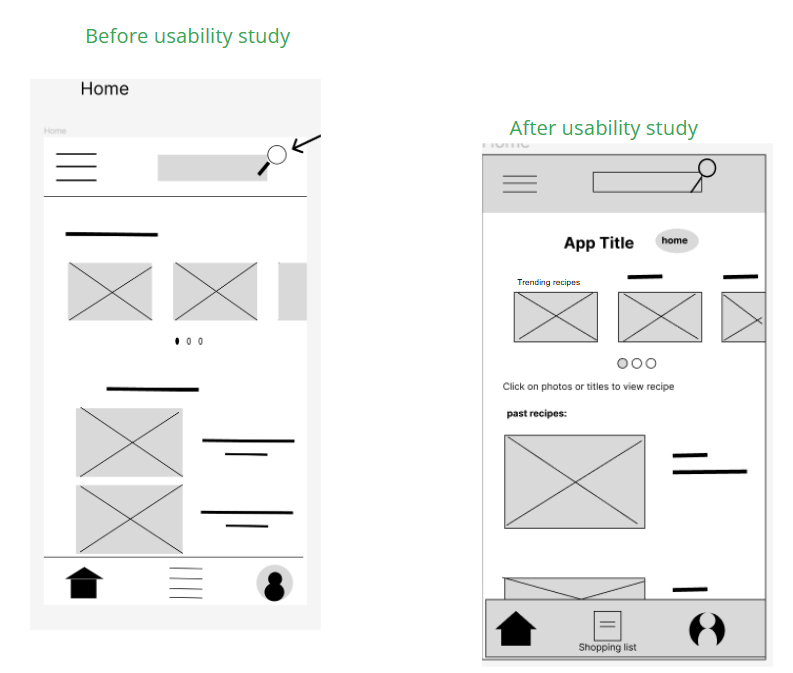 Before usability study
Home
Home
After usability study
Home
App Title
home
Trending recipes
Click on photos or titles to view recipe
past recipes:
Shopping list